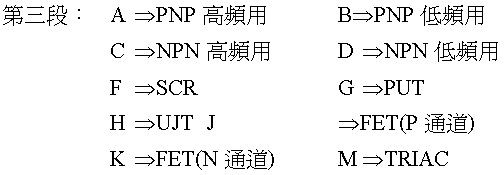 第三段： A ⇒PNP 高頻用 B⇒PNP 低頻用
C ⇒NPN 高頻用 D ⇒NPN 低頻用
F ⇒SCR G ⇒PUT
H ⇒UJT J ⇒FET(P 通道)
K ⇒FET(N 通道) M ⇒TRIAC